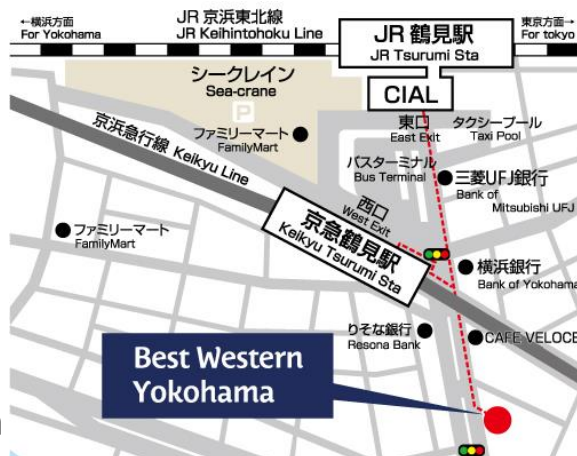 ←横浜方面
For Yokohama
JR 京浜東北線
JR Keihintohoku Line
JR 鶴見駅
JR Tsurumi Sta
東京方面→
For tokyo
CIAL
シークレイン
Sea-crane
P
東口
East Exit
タクシープール
Taxi Pool
京浜急行線 Keikyu Line
ファミリーマート
FamilyMart
バスターミナル
Bus Terminal
三菱UFJ銀行
Bank of
Mitsubishi UFJ
西口
West Exit
ファミリーマート
FamilyMart
京急鶴見駅
Keikyu Tsurumi Sta
横浜銀行
Bank of Yokohama
りそな銀行
Resona Bank
CAFE VELOCE
Best Western
Yokohama